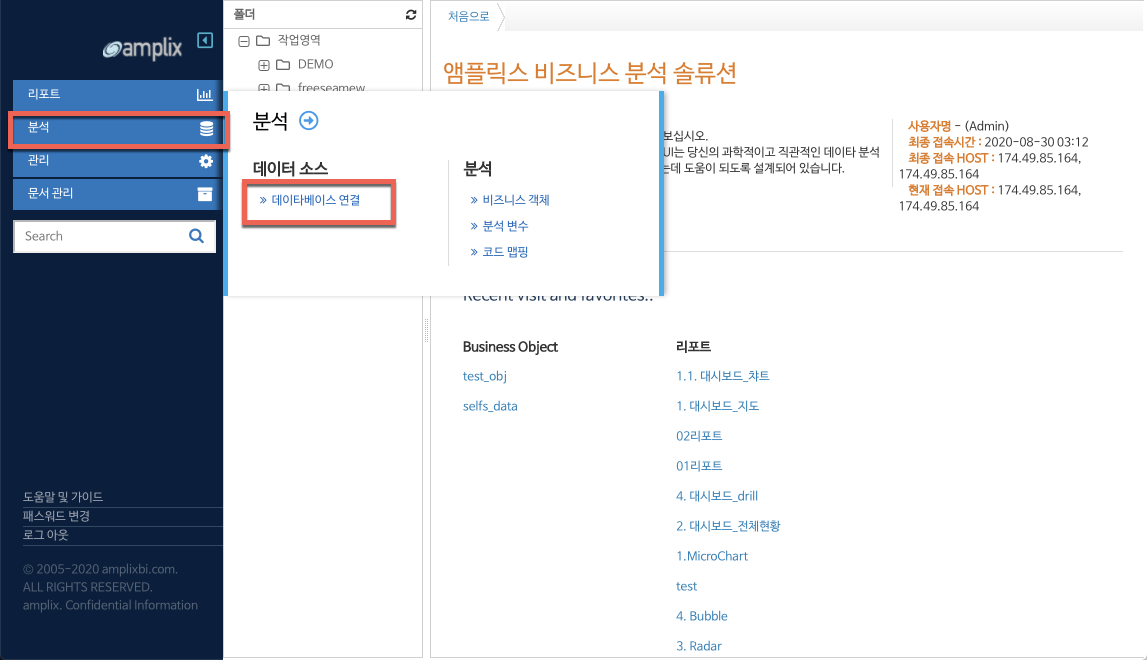 amplix
리포트
분석
관리
문서 관리
Search
도움말 및 가이드
패스워드 변경
로그 아웃
© 2005-2020 amplixbi.com.
ALL RIGHTS RESERVED.
amplix. Confidential Information
폴더
작업영역
DEMO
freeseamew
분석
데이터 소스
» 데이타베이스 연결
분석
» 비즈니스 객체
» 분석 변수
» 코드 맵핑
처음으로
앰플릭스 비즈니스 분석 솔루션
보십시오.
UI는 당신의 과학적이고 직관적인 데이타 분석
는데 도움이 되도록 설계되어 있습니다.
사용자명 - (Admin)
최종 접속시간 : 2020-08-30 03:12
최종 접속 HOST : 174.49.85.164,
174.49.85.164
현재 접속 HOST : 174.49.85.164,
174.49.85.164
Recent visit and favorites..
Business Object
test_obj
selfs_data
리포트
1.1. 대시보드_챠트
1. 대시보드_지도
02리포트
01리포트
4. 대시보드_drill
2. 대시보드_전체현황
1.MicroChart
test
4. Bubble
3. Radar